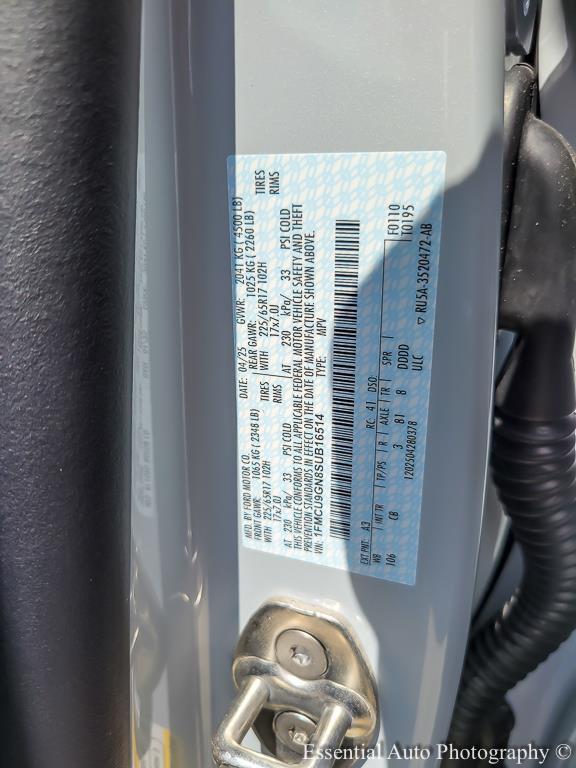 MFD. BY FORD MOTOR CO. DATE: 04/25 GVWR: 2041 KG ( 4500 LB)
FRONT GAWR: 1065 KG ( 2348 LB) REAR GAWR: 1025 KG ( 2260 LB)
WITH 225/65R17 102H TIRES WITH 225/65R17 102H TIRES
17x7.0J RIMS 17x7.0J RIMS
AT 230 kPa/ 33 PSI COLD AT 230 kPa/ 33 PSI COLD
THIS VEHICLE CONFORMS TO ALL APPLICABLE FEDERAL MOTOR VEHICLE SAFETY AND THEFT
PREVENTION STANDARDS IN EFFECT ON THE DATE OF MANUFACTURE SHOWN ABOVE.
VIN: 1FMCU9GN8SUB16514 TYPE: MPV
EXT PNT: A3 RC: 41 DSO: F0110
T0195
WB INT TR TP/PS R AXLE TR SPR
106 CB 3 81 8 DDDD
120250428037B ULC
▽ RU5A-3520472-AB
Essential Auto Photography ©